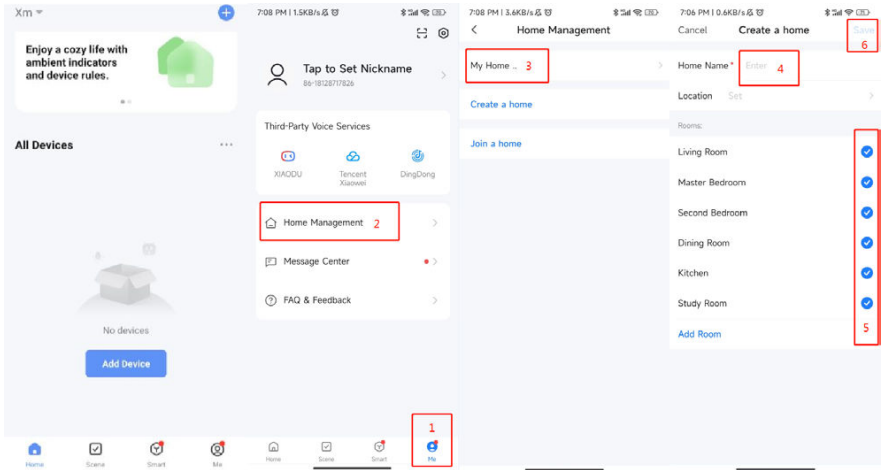 Xm
Enjoy a cozy life with
ambient indicators
and device rules.
All Devices
...
No devices
Add Device
Home
Scene
Smart
Me
7:08 PM | 1.5KB/s
Tap to Set Nickname
86-18128717826
Third-Party Voice Services
XIAODU
Tencent
Xiaowei
DingDong
Home Management 2
Message Center
FAQ & Feedback
1
Home
Scene
Smart
Me
7:08 PM | 3.6KB/s
Home Management
My Home .. 3
Create a home
Join a home
7:06 PM | 0.6KB/s
Cancel
Create a home
Save
6
Home Name* Enter 4
Location Set
Rooms:
Living Room
Master Bedroom
Second Bedroom
Dining Room
Kitchen
Study Room
5
Add Room